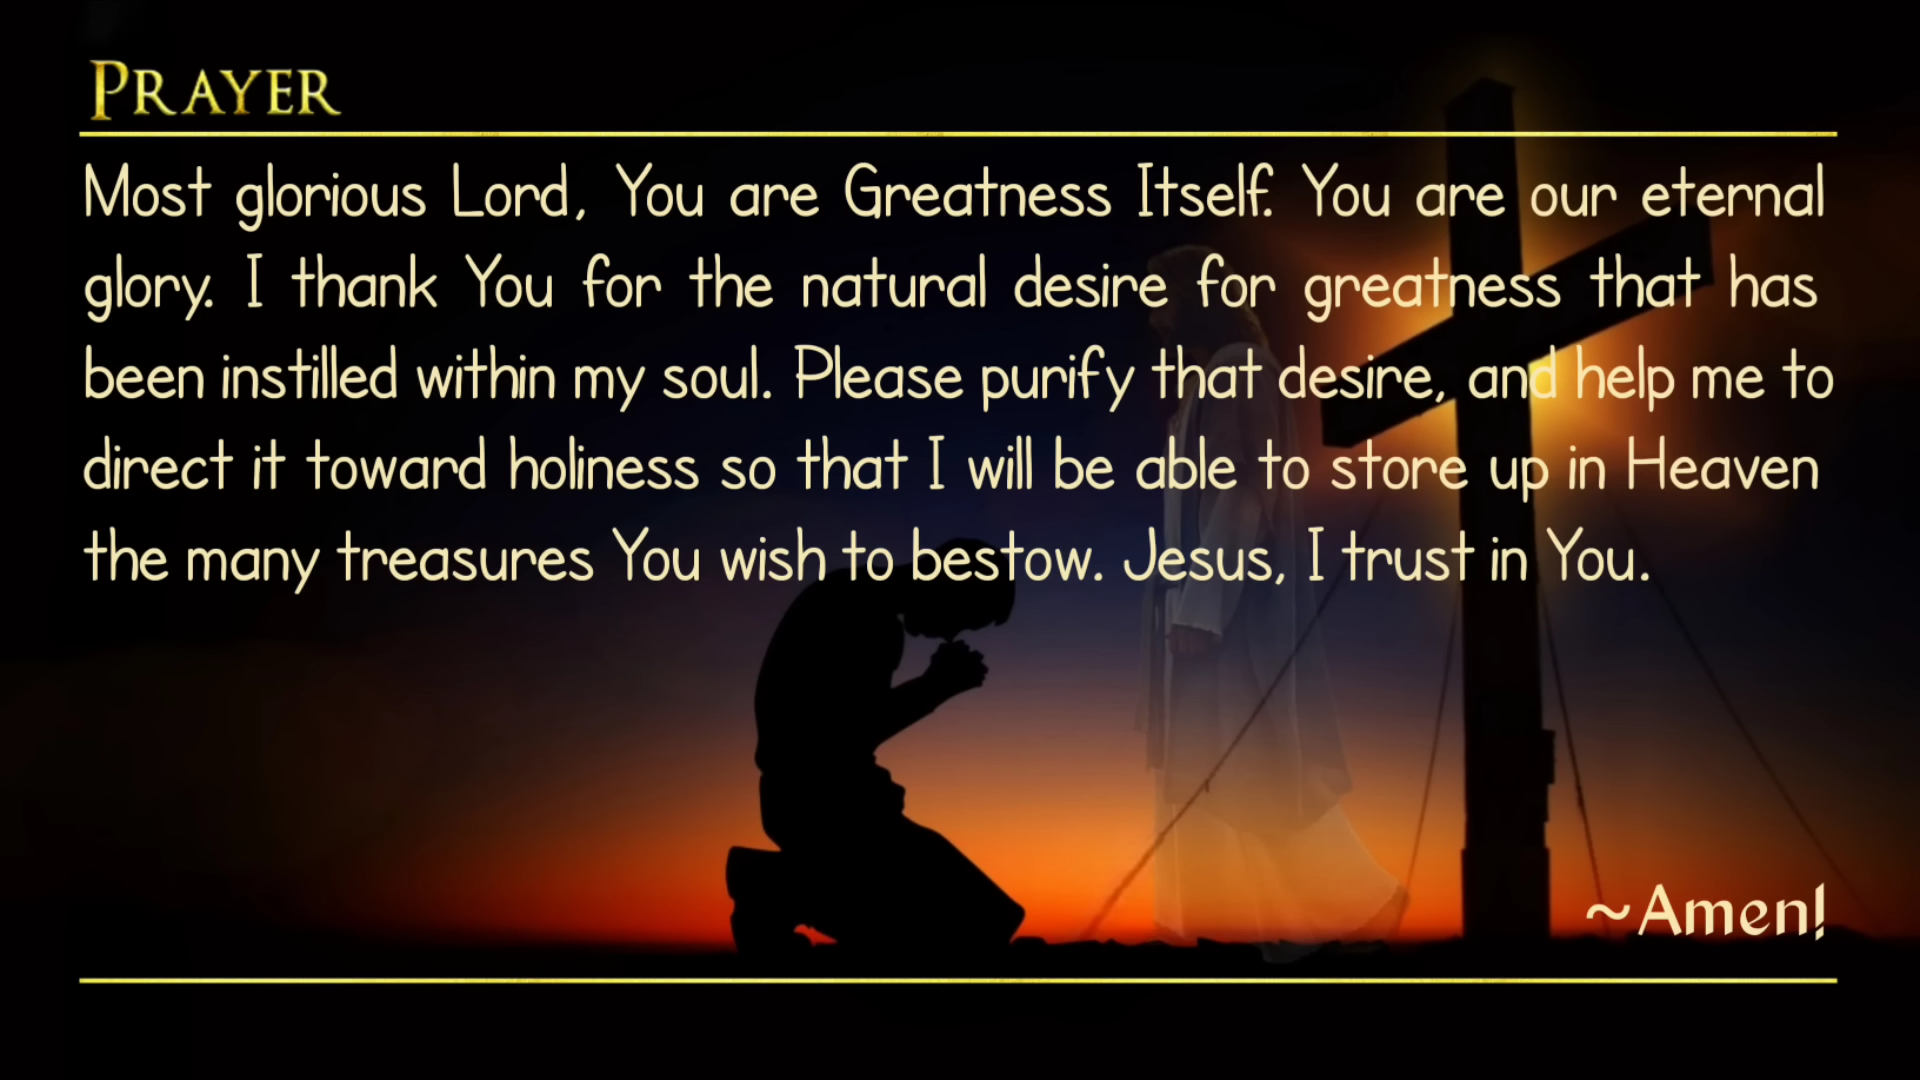 PRAYER
Most glorious Lord, You are Greatness Itself. You are our eternal
glory. I thank You for the natural desire for greatness that has
been instilled within my soul. Please purify that desire, and help me to
direct it toward holiness so that I will be able to store up in Heaven
the many treasures You wish to bestow. Jesus, I trust in You.
~Amen!